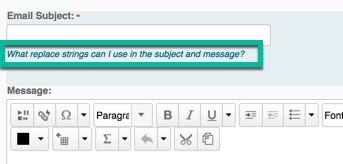 Email Subject: •
What replace strings can I use in the subject and message?
Message:
Ω Paragra B I U Font
Σ